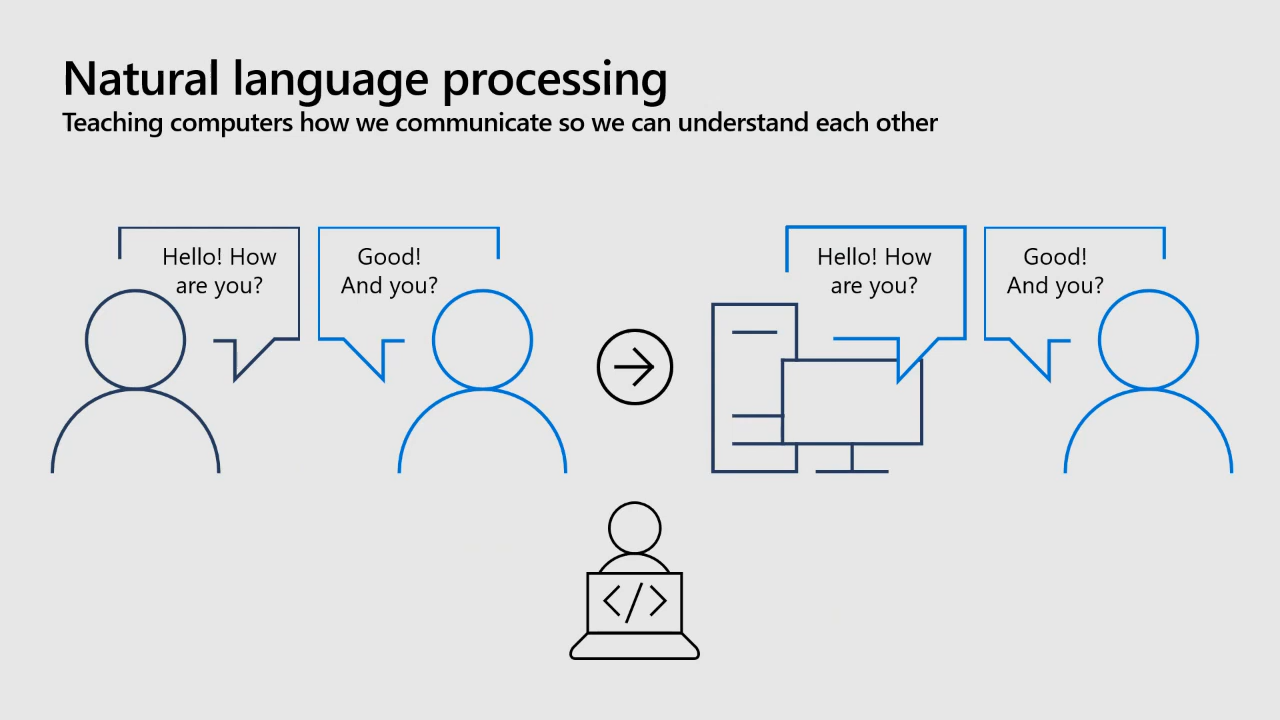 Natural language processing
Teaching computers how we communicate so we can understand each other
Hello! How
are you?
Good!
And you?
Hello! How
are you?
Good!
And you?
</>